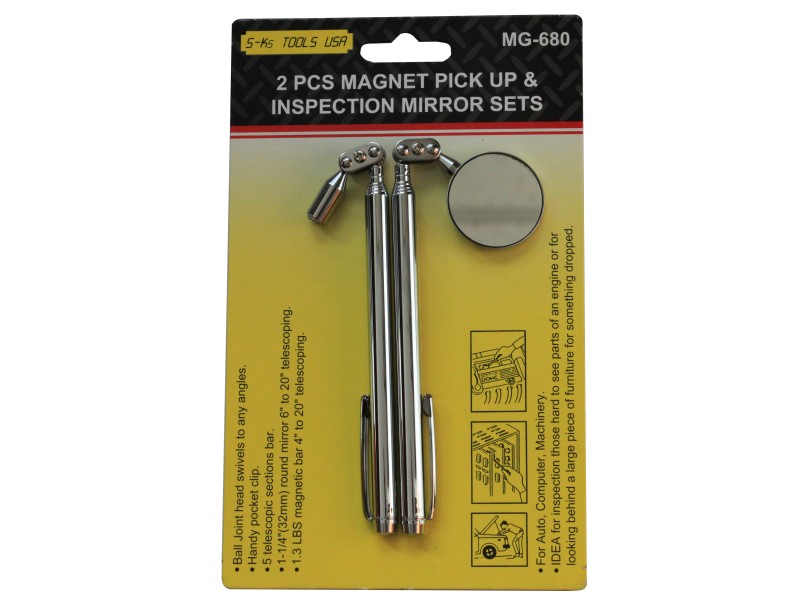 S-Ks TOOLS USA
MG-680
2 PCS MAGNET PICK UP &
INSPECTION MIRROR SETS
• Ball Joint head swivels to any angles.
• Handy pocket clip.
• 5 telescopic sections bar.
• 1-1/4"(32mm) round mirror 6" to 20" telescoping.
• 1.3 LBS magnetic bar 4" to 20" telescoping.
• For Auto, Computer, Machinery.
• IDEA for inspection those hard to see parts of an engine or for
looking behind a large piece of furniture for something dropped.